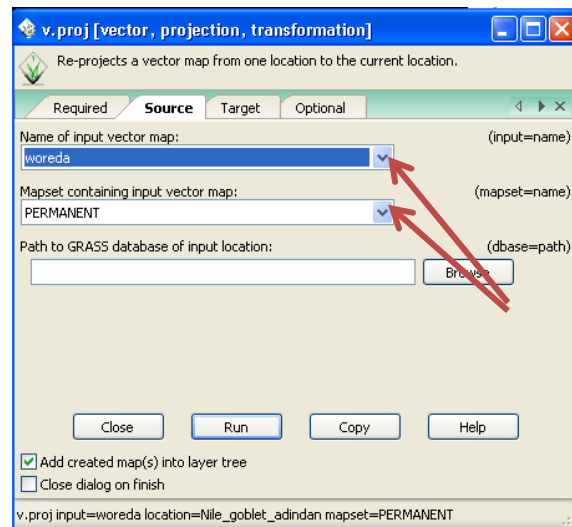 v.proj [vector, projection, transformation]
Re-projects a vector map from one location to the current location.
Required Source Target Optional
Name of input vector map: (input=name)
woreda
Mapset containing input vector map: (mapset=name)
PERMANENT
Path to GRASS database of input location: (dbase=path)
Browse
Close Run Copy Help
Add created map(s) into layer tree
Close dialog on finish
v.proj input=woreda location=Nile_goblet_adindan mapset=PERMANENT